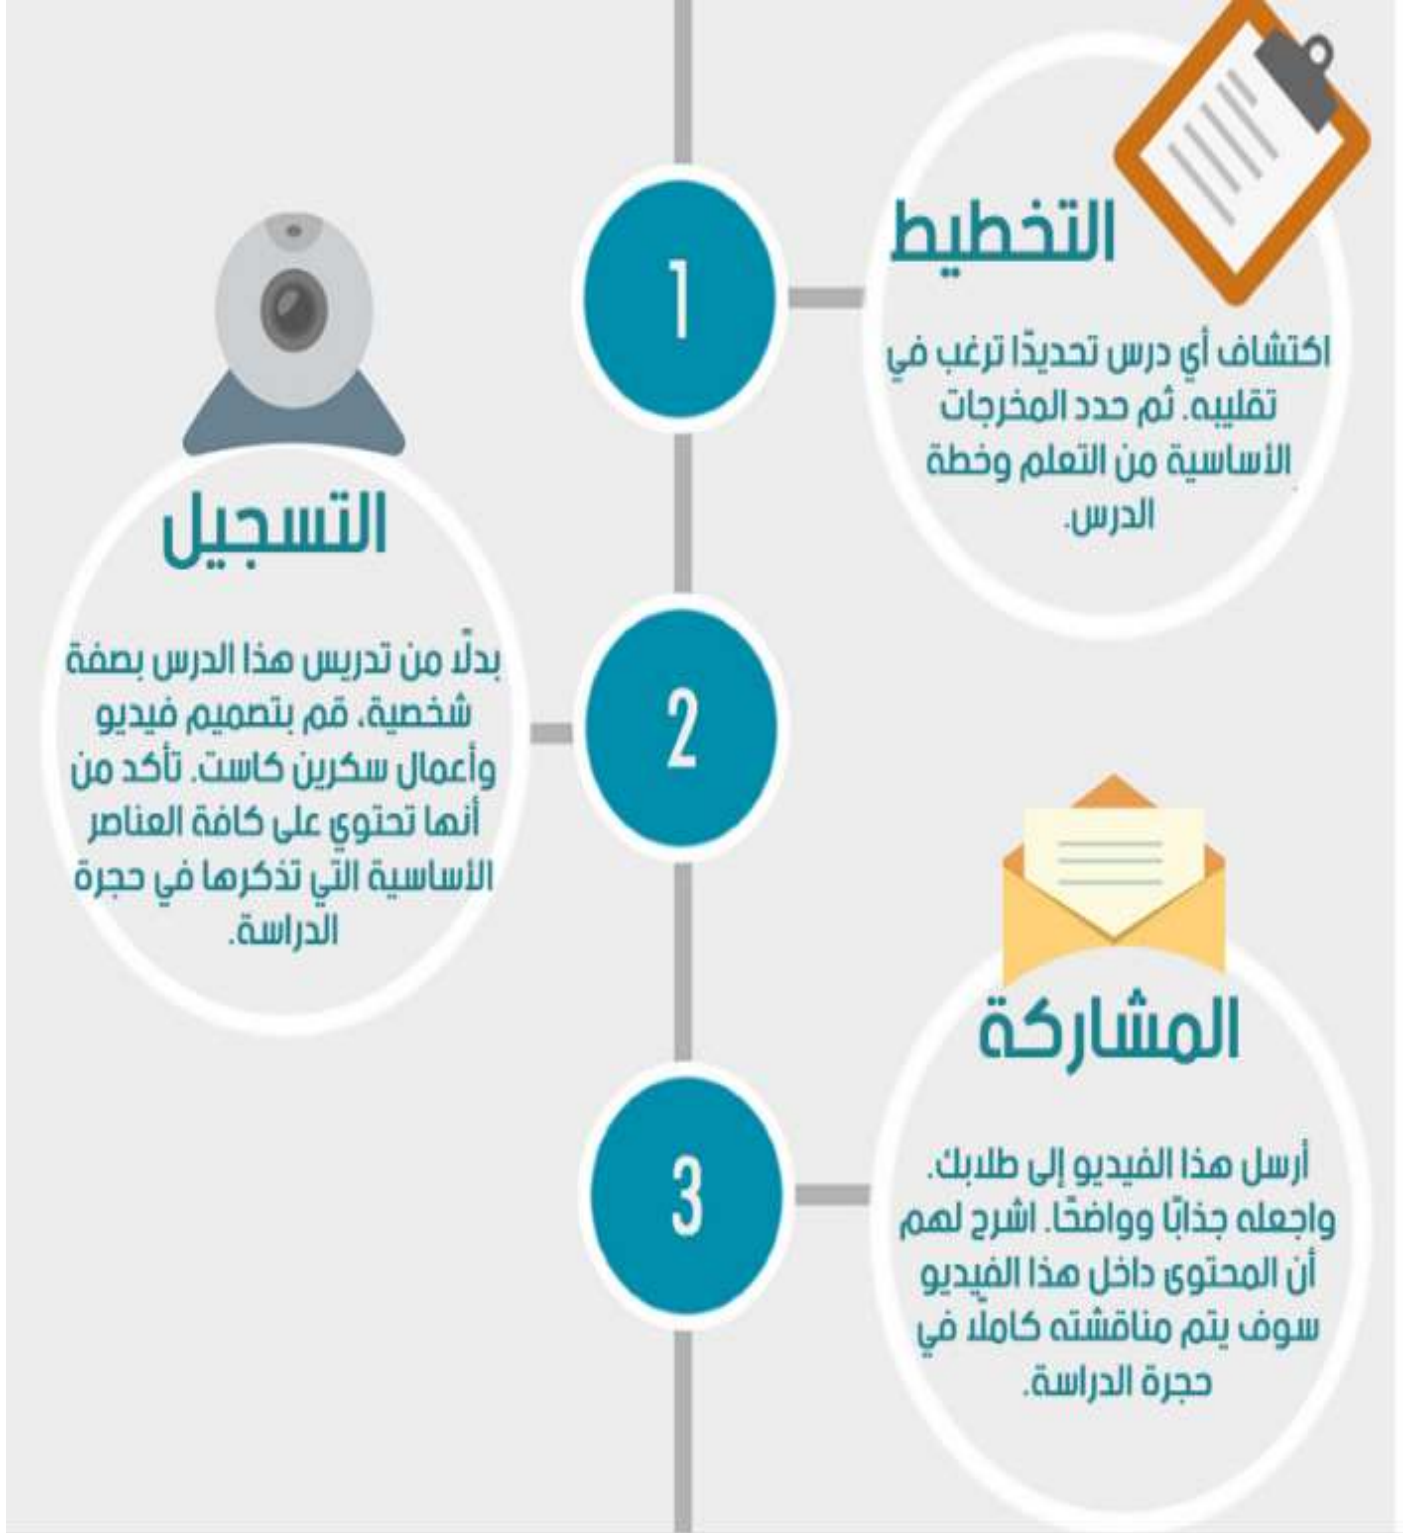 1
التخطيط
اكتشاف أي درس تحديدًا ترغب في
تقليبه. ثم حدد المخرجات
الأساسية من التعلم وخطة
الدرس.
2
التسجيل
بدلًا من تدريس هذا الدرس بصفة
شخصية، قم بتصميم فيديو
وأعمال سكرين كاست. تأكد من
أنها تحتوي على كافة العناصر
الأساسية التي تذكرها في حجرة
الدراسة.
3
المشاركة
أرسل هذا الفيديو إلى طلابك.
واجعله جذابًا وواضحًا. اشرح لهم
أن المحتوى داخل هذا الفيديو
سوف يتم مناقشته كاملًا في
حجرة الدراسة.